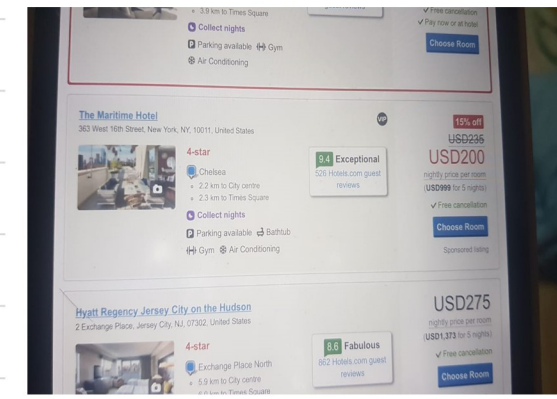 3.9 km to Times Square
Collect nights
Parking available Gym
Air Conditioning
Free cancellation
Pay now or at hotel
Choose Room
The Maritime Hotel
363 West 16th Street, New York, NY, 10011, United States
VIP
4-star
Chelsea
2.2 km to City centre
2.3 km to Times Square
Collect nights
Parking available Bathtub
Gym Air Conditioning
9.4 Exceptional
526 Hotels.com guest
reviews
15% off
USD235
USD200
nightly price per room
(USD999 for 5 nights)
Free cancellation
Choose Room
Sponsored listing
Hyatt Regency Jersey City on the Hudson
2 Exchange Place, Jersey City, NJ, 07302, United States
4-star
Exchange Place North
5.9 km to City centre
km to Times Square
8.6 Fabulous
862 Hotels.com guest
reviews
USD275
nightly price per room
(USD1,373 for 5 nights)
Free cancellation
Choose Room